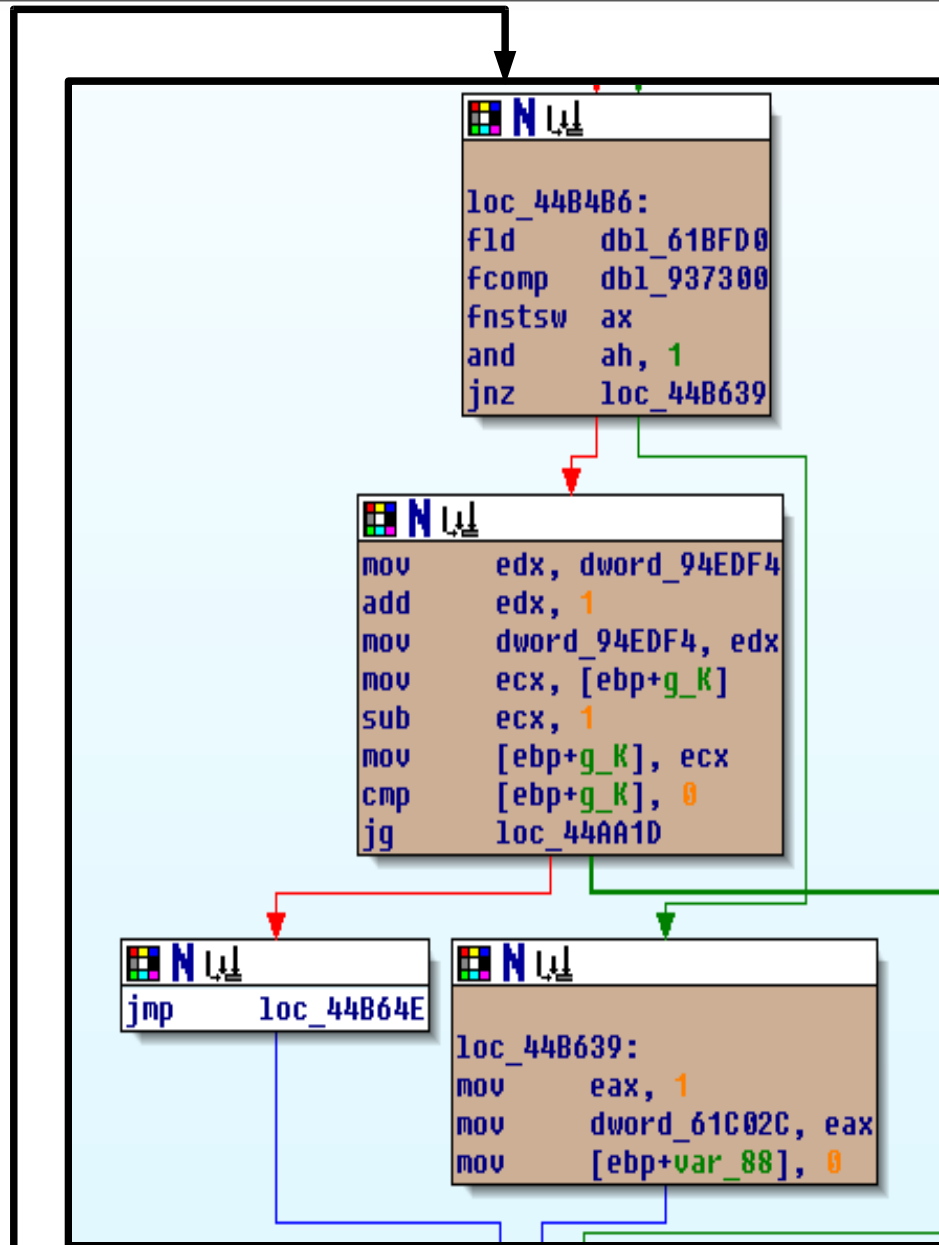 loc_44B4B6:
fld dbl_61BFD0
fcomp dbl_937300
fnstsw ax
and ah, 1
jnz loc_44B639
mov edx, dword_94EDF4
add edx, 1
mov dword_94EDF4, edx
mov ecx, [ebp+g_K]
sub ecx, 1
mov [ebp+g_K], ecx
cmp [ebp+g_K], 0
jg loc_44AA1D
jmp loc_44B64E
loc_44B639:
mov eax, 1
mov dword_61C02C, eax
mov [ebp+var_88], 0